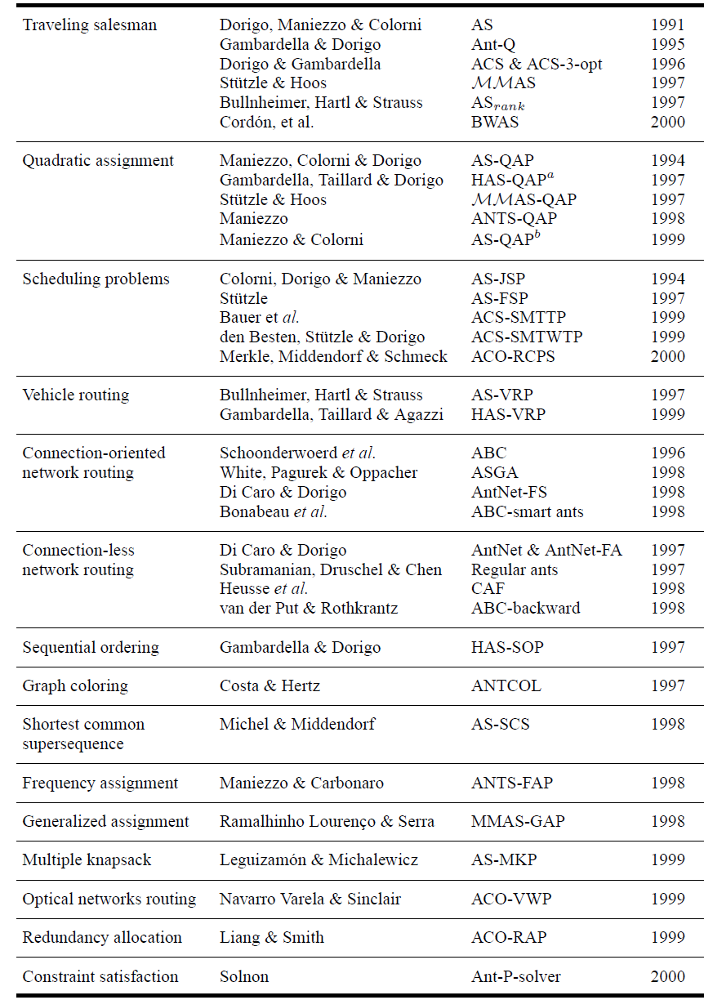 Traveling salesman Dorigo, Maniezzo & Colorni AS 1991
Gambardella & Dorigo Ant-Q 1995
Dorigo & Gambardella ACS & ACS-3-opt 1996
Stützle & Hoos ℳℳAS 1997
Bullnheimer, Hartl & Strauss AS_rank 1997
Cordón, et al. BWAS 2000
Quadratic assignment Maniezzo, Colorni & Dorigo AS-QAP 1994
Gambardella, Taillard & Dorigo HAS-QAP^a 1997
Stützle & Hoos ℳℳAS-QAP 1997
Maniezzo ANTS-QAP 1998
Maniezzo & Colorni AS-QAP^b 1999
Scheduling problems Colorni, Dorigo & Maniezzo AS-JSP 1994
Stützle AS-FSP 1997
Bauer et al. ACS-SMTTP 1999
den Besten, Stützle & Dorigo ACS-SMTWTP 1999
Merkle, Middendorf & Schmeck ACO-RCPS 2000
Vehicle routing Bullnheimer, Hartl & Strauss AS-VRP 1997
Gambardella, Taillard & Agazzi HAS-VRP 1999
Connection-oriented Schoonderwoerd et al. ABC 1996
network routing White, Pagurek & Oppacher ASGA 1998
Di Caro & Dorigo AntNet-FS 1998
Bonabeau et al. ABC-smart ants 1998
Connection-less Di Caro & Dorigo AntNet & AntNet-FA 1997
network routing Subramanian, Druschel & Chen Regular ants 1997
Heusse et al. CAF 1998
van der Put & Rothkrantz ABC-backward 1998
Sequential ordering Gambardella & Dorigo HAS-SOP 1997
Graph coloring Costa & Hertz ANTCOL 1997
Shortest common Michel & Middendorf AS-SCS 1998
supersequence
Frequency assignment Maniezzo & Carbonaro ANTS-FAP 1998
Generalized assignment Ramalhinho Lourenço & Serra MMAS-GAP 1998
Multiple knapsack Leguizamón & Michalewicz AS-MKP 1999
Optical networks routing Navarro Varela & Sinclair ACO-VWP 1999
Redundancy allocation Liang & Smith ACO-RAP 1999
Constraint satisfaction Solnon Ant-P-solver 2000